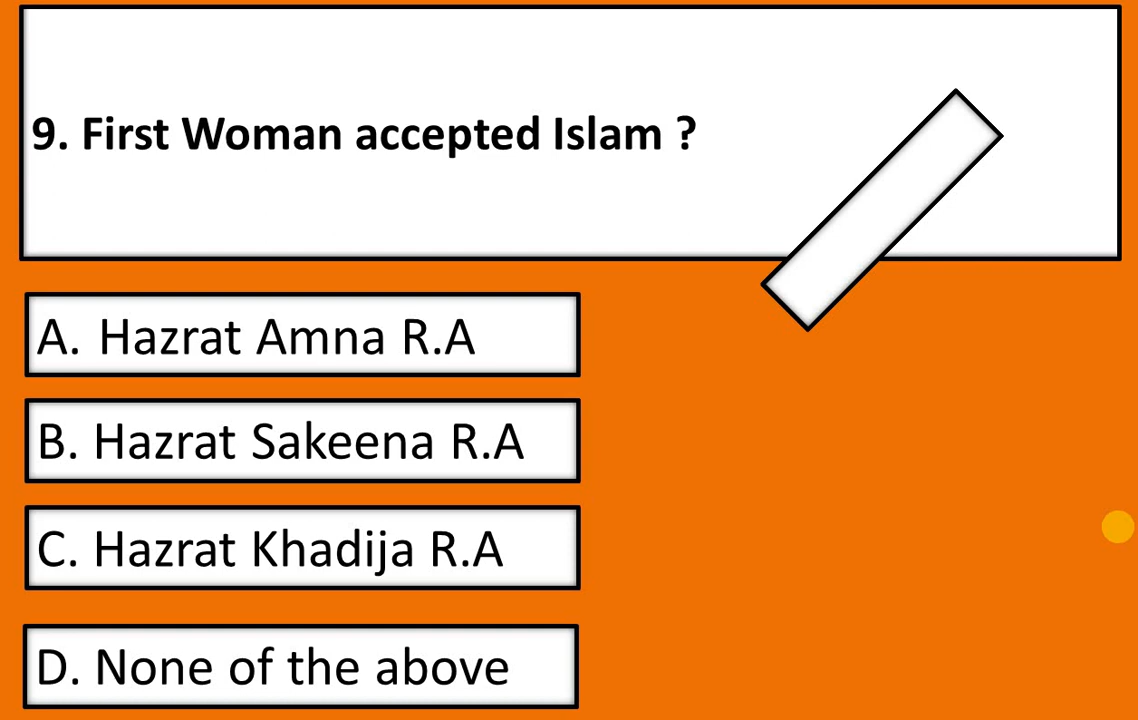 9. First Woman accepted Islam ?
A. Hazrat Amna R.A
B. Hazrat Sakeena R.A
C. Hazrat Khadija R.A
D. None of the above